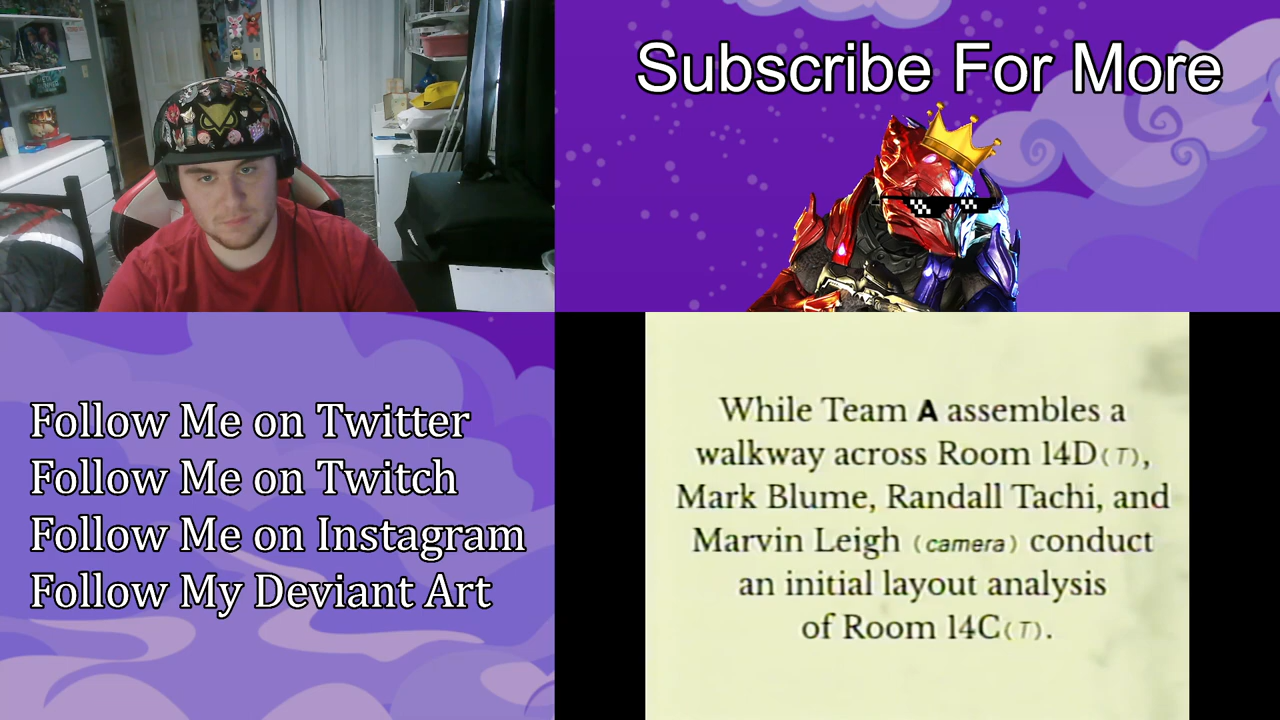 Subscribe For More
Follow Me on Twitter
Follow Me on Twitch
Follow Me on Instagram
Follow My Deviant Art
While Team A assembles a
walkway across Room 14D(T),
Mark Blume, Randall Tachi, and
Marvin Leigh (camera) conduct
an initial layout analysis
of Room 14C(T).